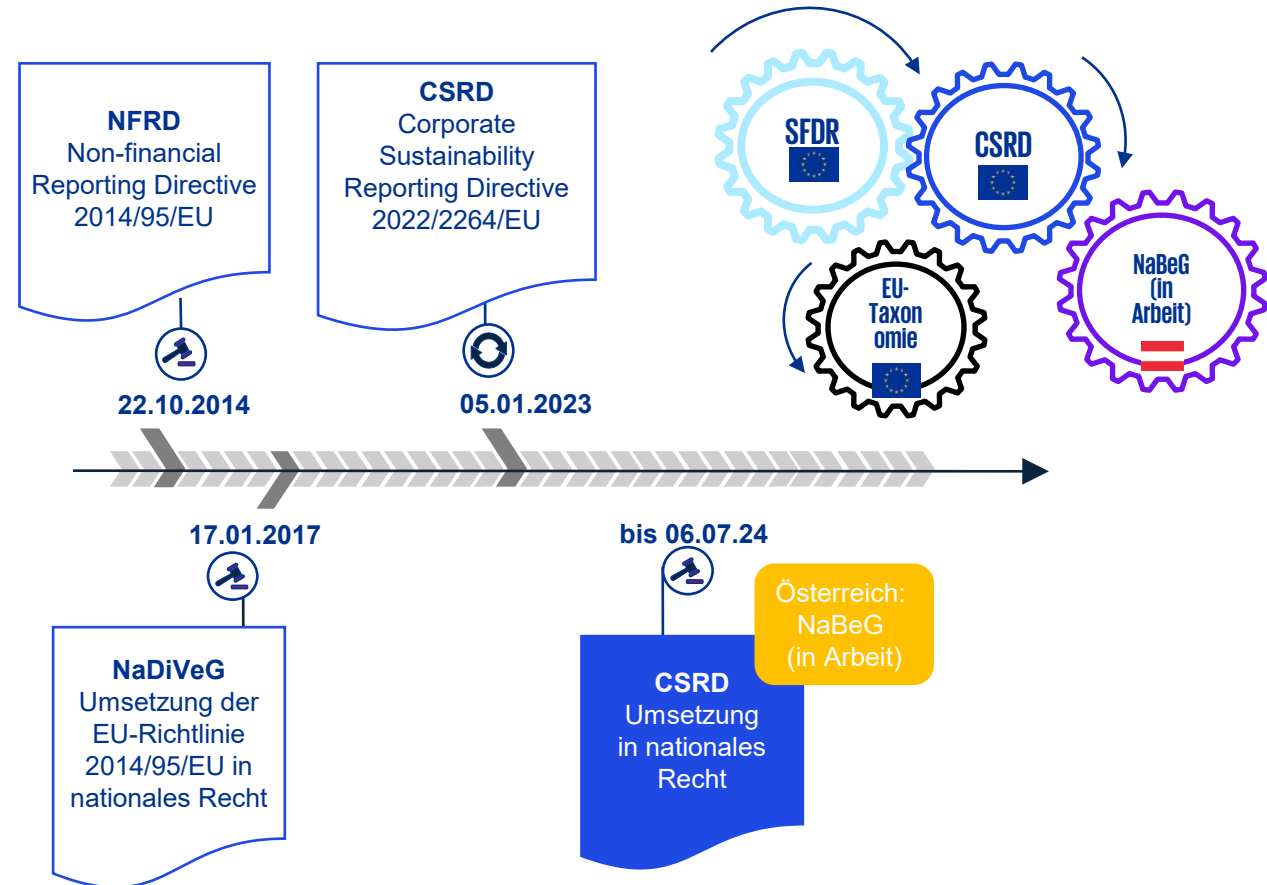 NFRD
Non-financial
Reporting Directive
2014/95/EU
CSRD
Corporate
Sustainability
Reporting Directive
2022/2264/EU
SFDR
CSRD
EU-
Taxon
omie
NaBeG
(in
Arbeit)
22.10.2014
05.01.2023
17.01.2017
bis 06.07.24
NaDiVeG
Umsetzung der
EU-Richtlinie
2014/95/EU in
nationales Recht
CSRD
Umsetzung
in nationales
Recht
Österreich:
NaBeG
(in Arbeit)